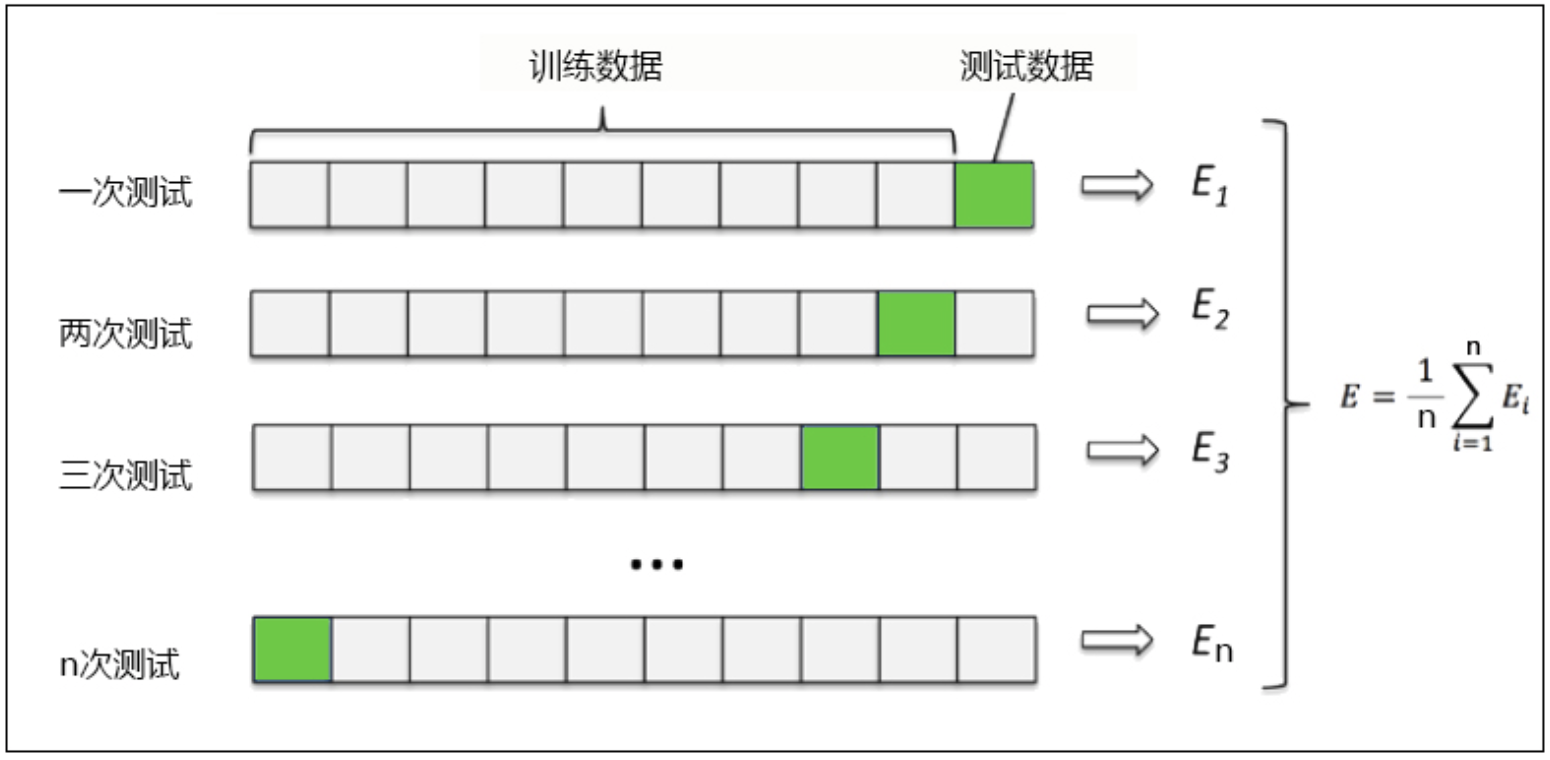 训练数据
测试数据
一次测试
E1
两次测试
E2
三次测试
E3
...
n次测试
En
E = 1/n ∑ n i=1 Ei